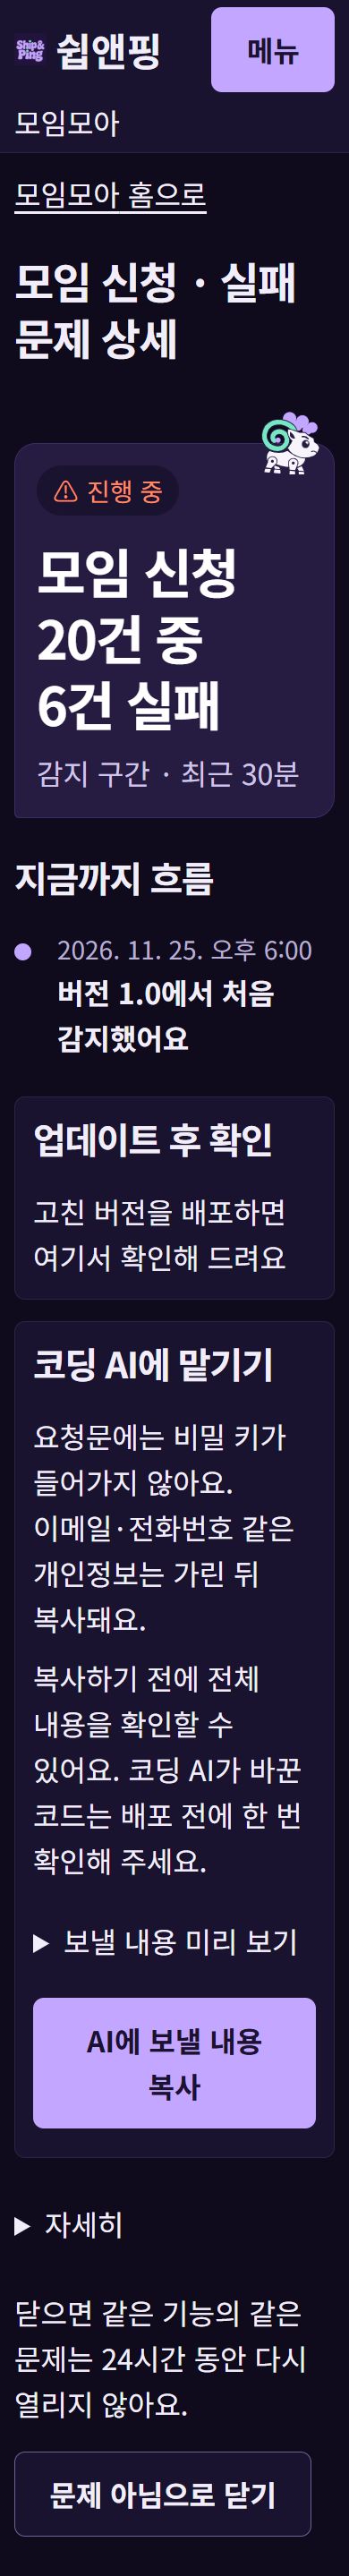 Ship&
Ping
쉽앤핑
메뉴
모임모아
모임모아 홈으로
모임 신청 · 실패
문제 상세
진행 중
모임 신청
20건 중
6건 실패
감지 구간 · 최근 30분
지금까지 흐름
2026. 11. 25. 오후 6:00
버전 1.0에서 처음
감지했어요
업데이트 후 확인
고친 버전을 배포하면
여기서 확인해 드려요
코딩 AI에 맡기기
요청문에는 비밀 키가
들어가지 않아요.
이메일·전화번호 같은
개인정보는 가린 뒤
복사돼요.
복사하기 전에 전체
내용을 확인할 수
있어요. 코딩 AI가 바꾼
코드는 배포 전에 한 번
확인해 주세요.
보낼 내용 미리 보기
AI에 보낼 내용
복사
자세히
닫으면 같은 기능의 같은
문제는 24시간 동안 다시
열리지 않아요.
문제 아님으로 닫기